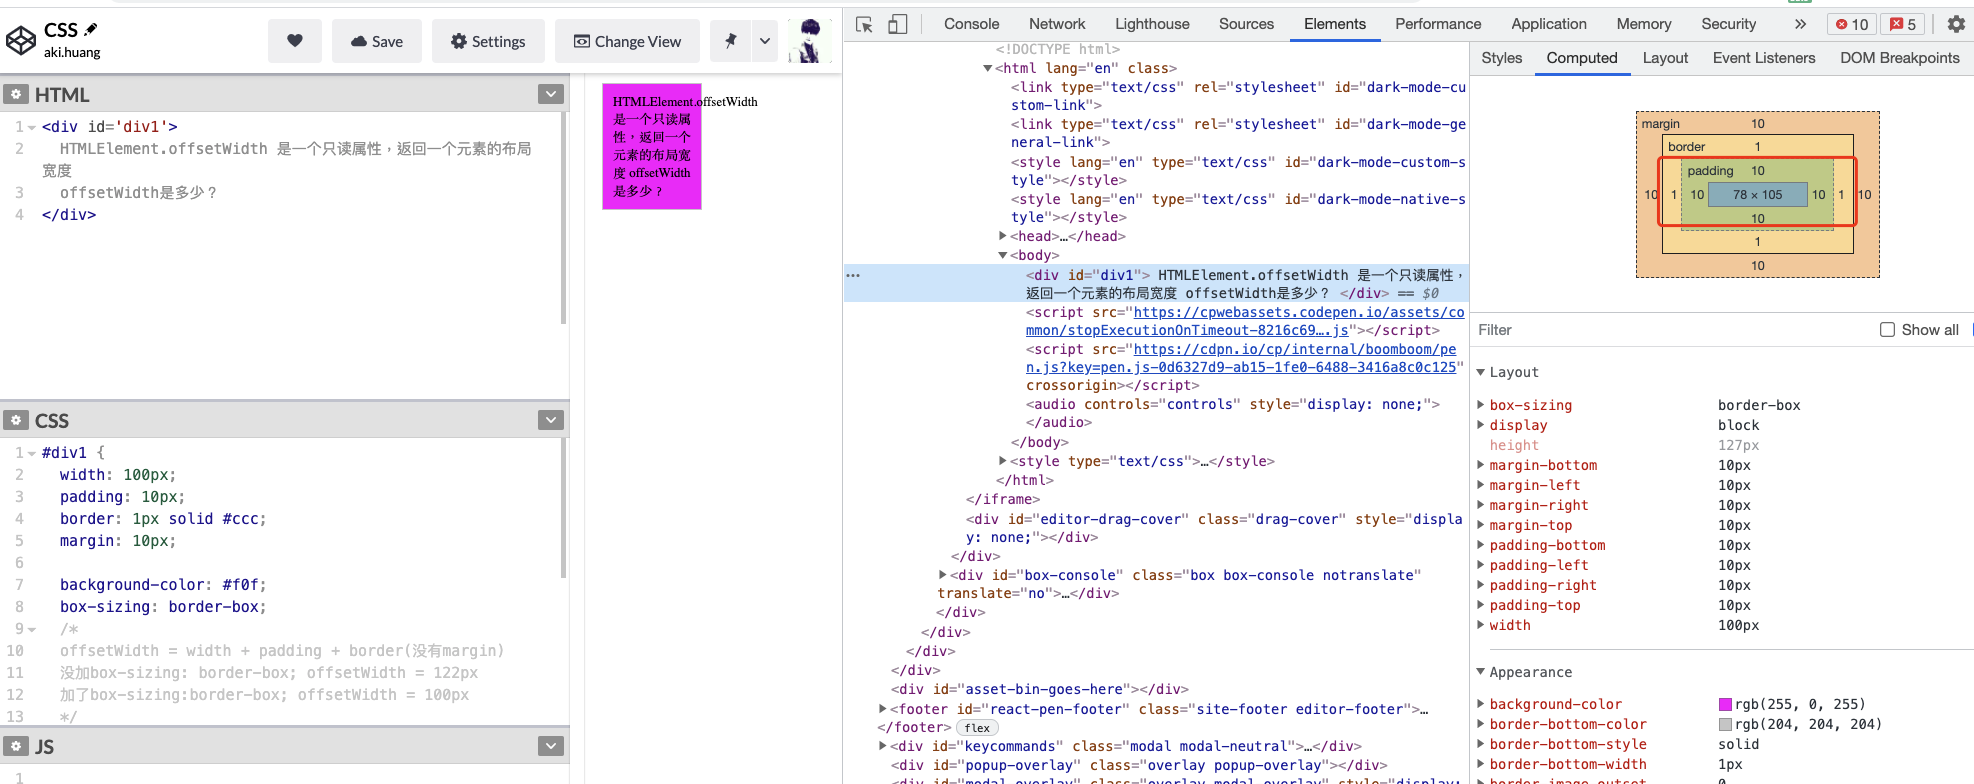 CSS
aki.huang
Save
Settings
Change View
HTML
1 <div id='div1'>
2 HTMLElement.offsetWidth 是一个只读属性，返回一个元素的布局
宽度
3 offsetWidth是多少？
4 </div>
CSS
1 #div1 {
2 width: 100px;
3 padding: 10px;
4 border: 1px solid #ccc;
5 margin: 10px;
6
7 background-color: #f0f;
8 box-sizing: border-box;
9 /*
10 offsetWidth = width + padding + border(没有margin)
11 没加box-sizing: border-box; offsetWidth = 122px
12 加了box-sizing:border-box; offsetWidth = 100px
13 */
JS
1
HTMLElement.offsetWidth
是一个只读属
性，返回一个
元素的布局宽
度 offsetWidth
是多少？
Console Network Lighthouse Sources Elements Performance Application Memory Security » 10 5
<!DOCTYPE html>
<html lang="en" class>
<link type="text/css" rel="stylesheet" id="dark-mode-cu
stom-link">
<link type="text/css" rel="stylesheet" id="dark-mode-ge
neral-link">
<style lang="en" type="text/css" id="dark-mode-custom-s
tyle"></style>
<style lang="en" type="text/css" id="dark-mode-native-s
tyle"></style>
<head>…</head>
<body>
<div id="div1"> HTMLElement.offsetWidth 是一个只读属性，
返回一个元素的布局宽度 offsetWidth是多少？ </div> == $0
<script src="https://cpwebassets.codepen.io/assets/co
mmon/stopExecutionOnTimeout-8216c69….js"></script>
<script src="https://cdpn.io/cp/internal/boomboom/pe
n.js?key=pen.js-0d6327d9-ab15-1fe0-6488-3416a8c0c125"
crossorigin></script>
<audio controls="controls" style="display: none;">
</audio>
</body>
<style type="text/css">…</style>
</html>
</iframe>
<div id="editor-drag-cover" class="drag-cover" style="displa
y: none;"></div>
</div>
<div id="box-console" class="box box-console notranslate"
translate="no">…</div>
</div>
</div>
</div>
</div>
<div id="asset-bin-goes-here"></div>
<footer id="react-pen-footer" class="site-footer editor-footer">…
</footer> flex
<div id="keycommands" class="modal modal-neutral">…</div>
<div id="popup-overlay" class="overlay popup-overlay"></div>
<div id="modal-overlay" class="overlay modal-overlay" style="display:
Styles Computed Layout Event Listeners DOM Breakpoints
margin 10
border 1
padding 10
10 1 10 78 × 105 10 1 10
10
1
10
Filter Show all
Layout
box-sizing border-box
display block
height 127px
margin-bottom 10px
margin-left 10px
margin-right 10px
margin-top 10px
padding-bottom 10px
padding-left 10px
padding-right 10px
padding-top 10px
width 100px
Appearance
background-color rgb(255, 0, 255)
border-bottom-color rgb(204, 204, 204)
border-bottom-style solid
border-bottom-width 1px
border-image-outset 0